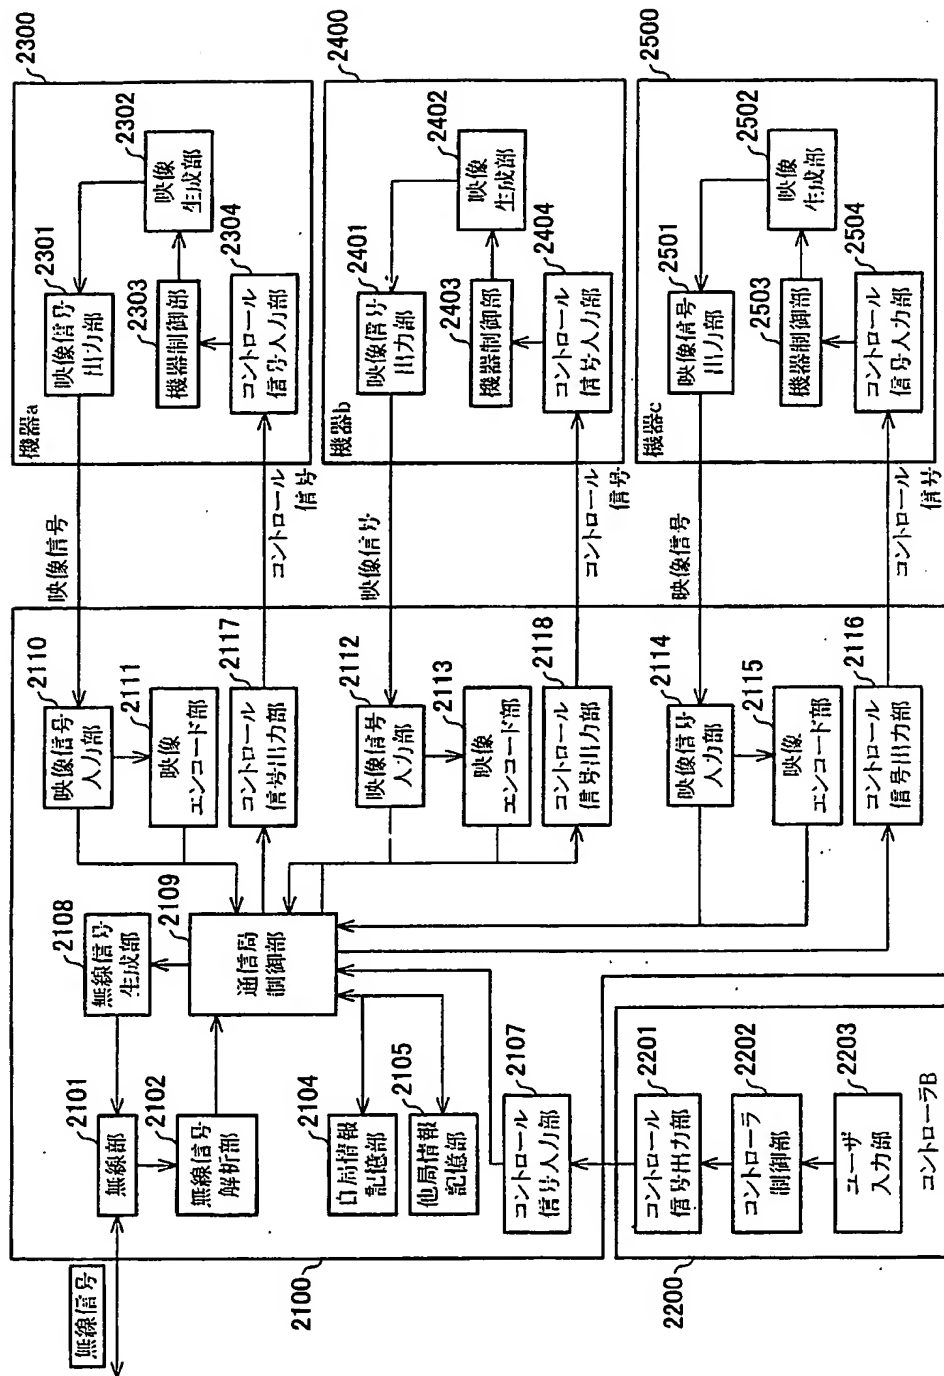 無線信号
2100
無線部
2101
無線信号
解析部
2102
無線信号
生成部
2108
通信局
制御部
2109
自局情報
記憶部
2104
他局情報
記憶部
2105
コントロール
信号入力部
2107
映像信号
入力部
2110
映像
エンコード部
2111
コントロール
信号出力部
2117
映像信号
入力部
2112
映像
エンコード部
2113
コントロール
信号出力部
2118
映像信号
入力部
2114
映像
エンコード部
2115
コントロール
信号出力部
2116
2200
コントロール
信号出力部
2201
コントローラ
制御部
2202
ユーザ
入力部
2203
コントローラB
映像信号
コントロール
信号
映像信号
コントロール
信号
映像信号
コントロール
信号
機器a
2300
映像信号
出力部
2301
映像
生成部
2302
機器制御部
2303
コントロール
信号入力部
2304
機器b
2400
映像信号
出力部
2401
映像
生成部
2402
機器制御部
2403
コントロール
信号入力部
2404
機器c
2500
映像信号
出力部
2501
映像
生成部
2502
機器制御部
2503
コントロール
信号入力部
2504